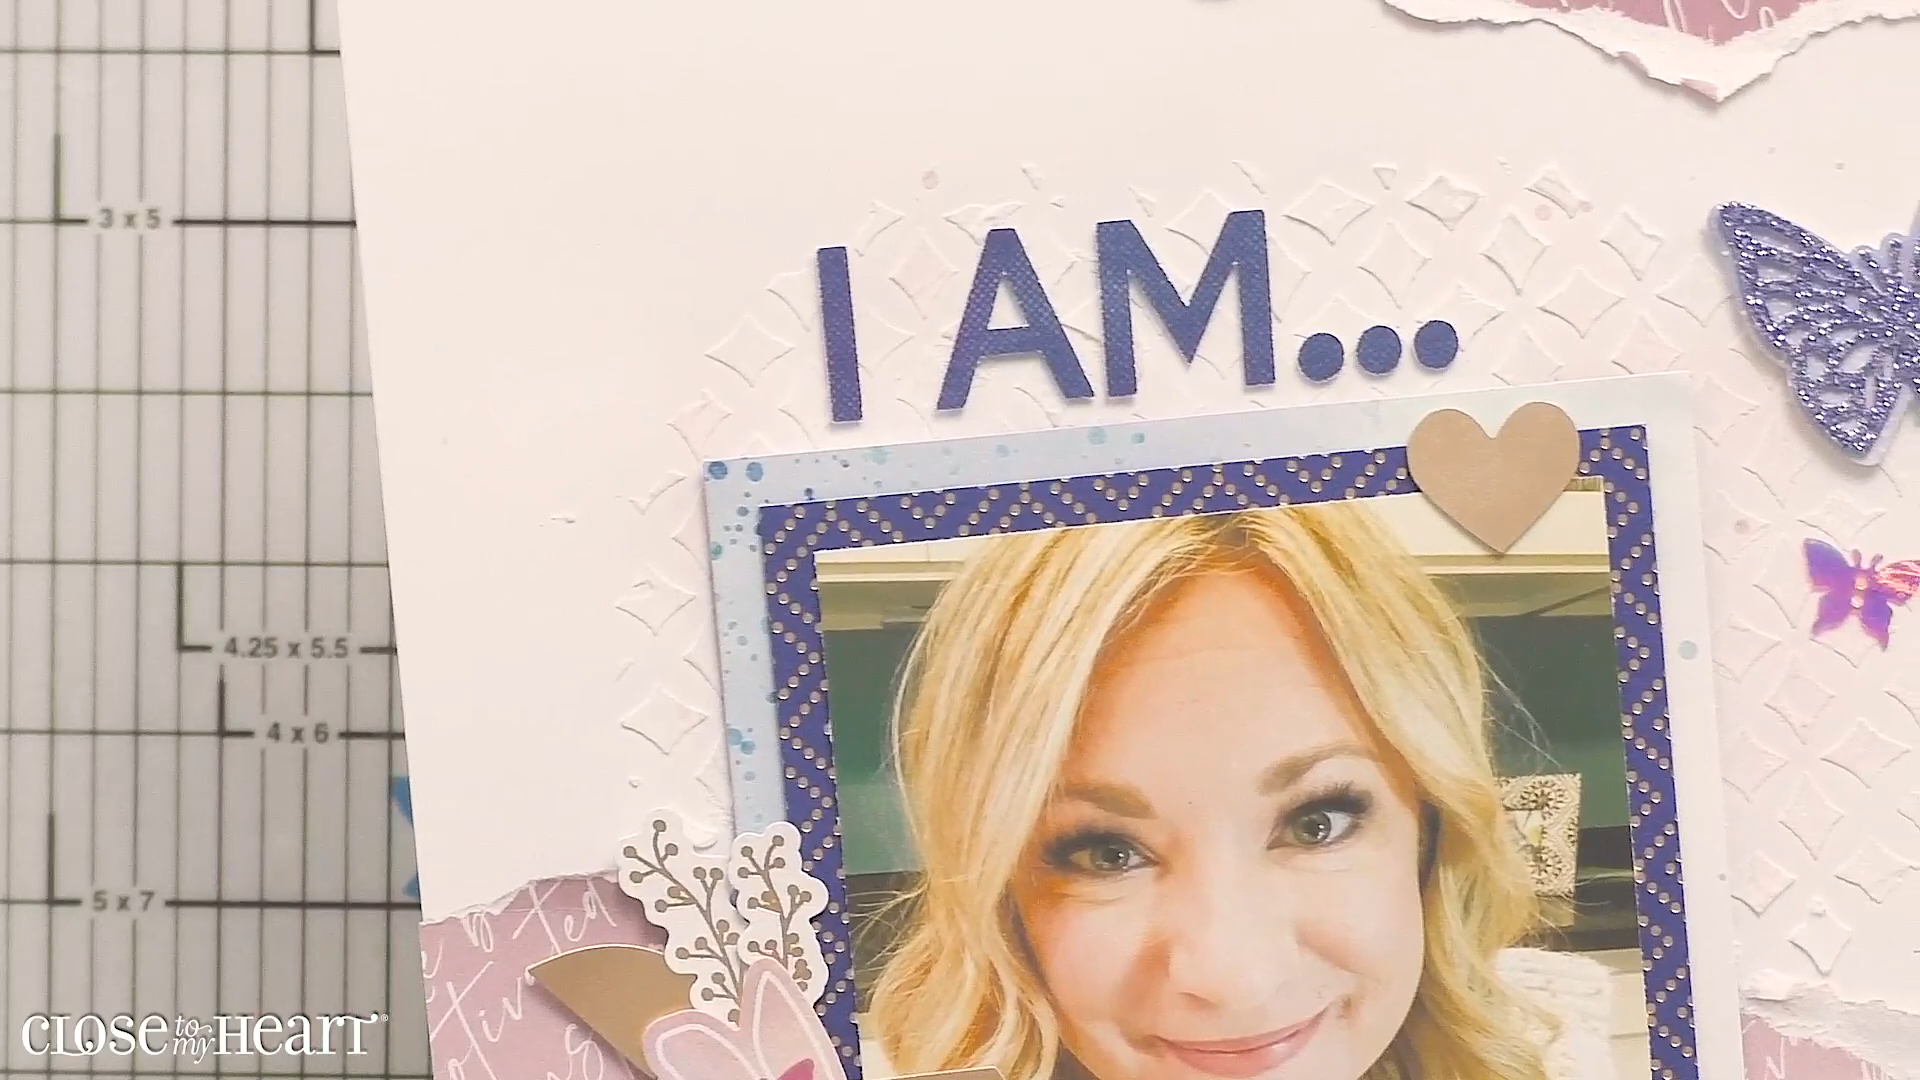 3 x 5
I AM...
4.25 x 5.5
4 x 6
5 x 7
CLOSE to my HEART®